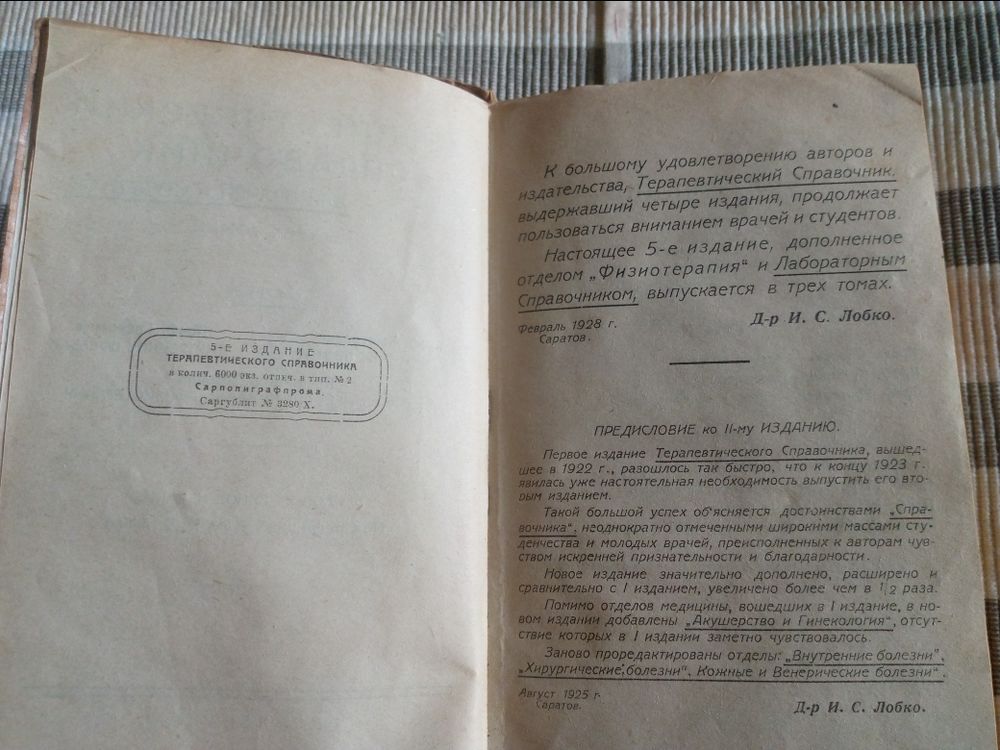 5-Е ИЗДАНИЕ
ТЕРАПЕВТИЧЕСКОГО СПРАВОЧНИКА
в колич. 6000 экз. отпеч. в тип. № 2
Сарполиграфпрома.
Саргублит № 3280 X.
К большому удовлетворению авторов и
издательства, Терапевтический Справочник,
выдержавший четыре издания, продолжает
пользоваться вниманием врачей и студентов.
Настоящее 5-е издание, дополненное
отделом „Физиотерапия“ и Лабораторным
Справочником, выпускается в трех томах.
Февраль 1928 г.
Саратов.
Д-р И. С. Лобко.
ПРЕДИСЛОВИЕ ко II-му ИЗДАНИЮ.
Первое издание Терапевтического Справочника, вышед-
шее в 1922 г., разошлось так быстро, что к концу 1923 г.
явилась уже настоятельная необходимость выпустить его вто-
рым изданием.
Такой большой успех об'ясняется достоинствами „Спра-
вочника“, неоднократно отмеченными широкими массами сту-
денчества и молодых врачей, преисполненных к авторам чув-
ством искренней признательности и благодарности.
Новое издание значительно дополнено, расширено и
сравнительно с I изданием, увеличено более чем в 1½ раза.
Помимо отделов медицины, вошедших в I издание, в но-
вом издании добавлены „Акушерство и Гинекология“, отсут-
ствие которых в I издании заметно чувствовалось.
Заново проредактированы отделы: „Внутренние болезни“,
„Хирургические болезни“, Кожные и Венерические болезни“.
Август 1925 г.
Саратов.
Д-р И. С. Лобко.